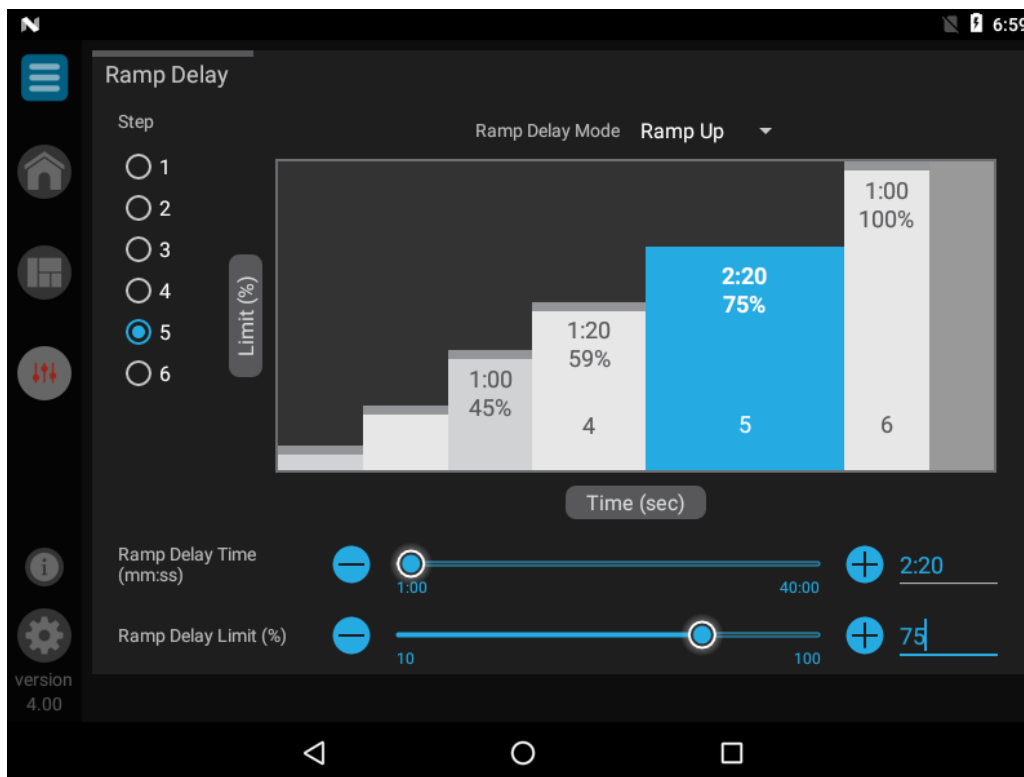 6:59
Ramp Delay
Step
Ramp Delay Mode Ramp Up
1
2
3
4
5
6
Limit (%)
1:00
45%
1:20
59%
4
2:20
75%
5
1:00
100%
6
Time (sec)
Ramp Delay Time
(mm:ss)
1:00
40:00
2:20
Ramp Delay Limit (%)
10
100
75
version
4.00